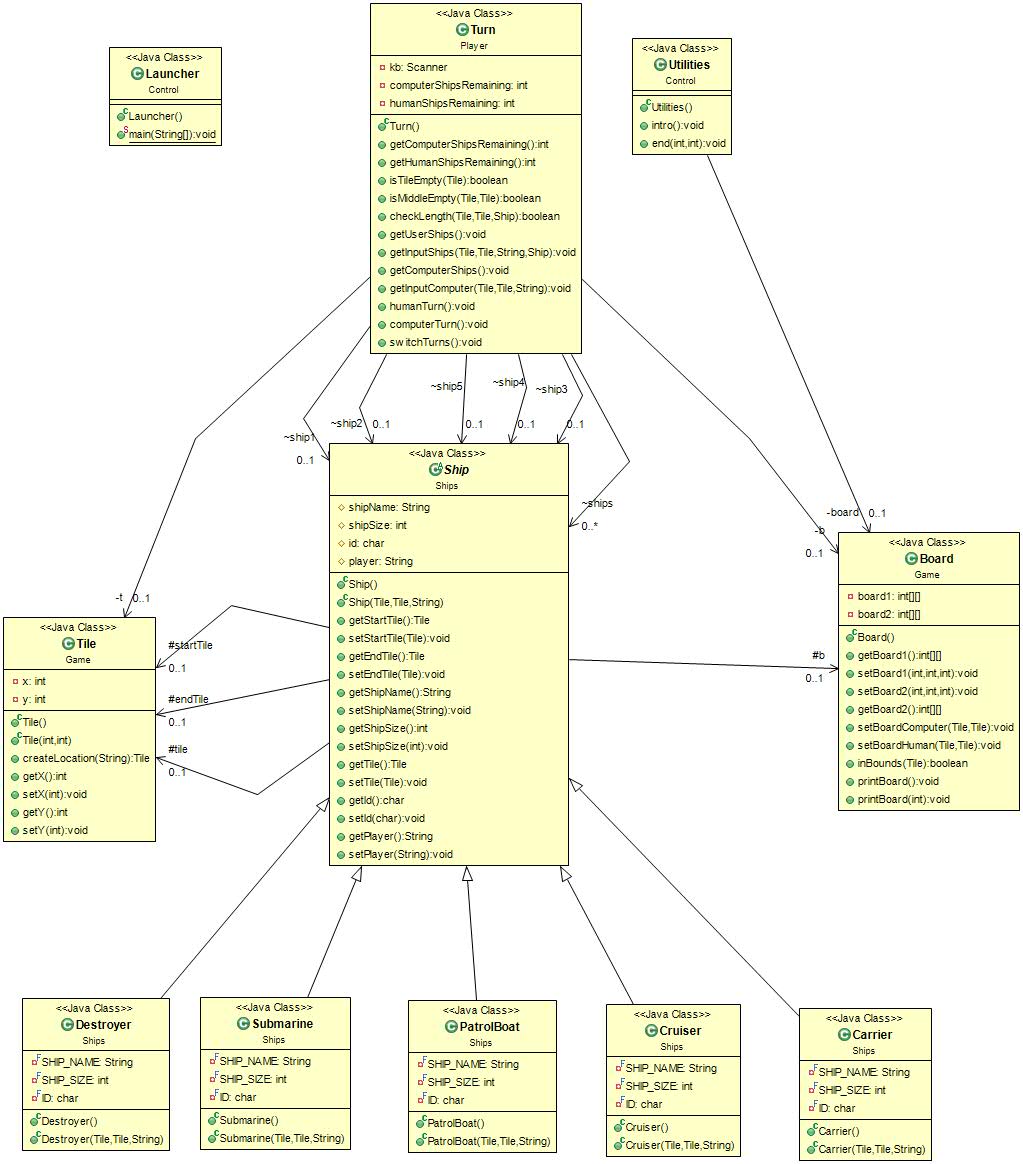 <<Java Class>>
Turn
Player
kb: Scanner
computerShipsRemaining: int
humanShipsRemaining: int
Turn()
getComputerShipsRemaining():int
getHumanShipsRemaining():int
isTileEmpty(Tile):boolean
isMiddleEmpty(Tile,Tile):boolean
checkLength(Tile,Tile,Ship):boolean
getUserShips():void
getInputShips(Tile,Tile,String,Ship):void
getComputerShips():void
getInputComputer(Tile,Tile,String):void
humanTurn():void
computerTurn():void
switchTurns():void
<<Java Class>>
Launcher
Control
Launcher()
main(String[]):void
<<Java Class>>
Utilities
Control
Utilities()
intro():void
end(int,int):void
~ship1
0..1
~ship2
0..1
~ship5
0..1
~ship4
0..1
~ship3
0..1
~ships
0..*
-board
0..1
-b
0..1
-t
0..1
<<Java Class>>
Ship
Ships
shipName: String
shipSize: int
id: char
player: String
Ship()
Ship(Tile,Tile,String)
getStartTile():Tile
setStartTile(Tile):void
getEndTile():Tile
setEndTile(Tile):void
getShipName():String
setShipName(String):void
getShipSize():int
setShipSize(int):void
getTile():Tile
setTile(Tile):void
getId():char
setId(char):void
getPlayer():String
setPlayer(String):void
<<Java Class>>
Board
Game
board1: int[][]
board2: int[][]
Board()
getBoard1():int[][]
setBoard1(int,int,int):void
setBoard2(int,int,int):void
getBoard2():int[][]
setBoardComputer(Tile,Tile):void
setBoardHuman(Tile,Tile):void
inBounds(Tile):boolean
printBoard():void
printBoard(int):void
#b
0..1
<<Java Class>>
Tile
Game
x: int
y: int
Tile()
Tile(int,int)
createLocation(String):Tile
getX():int
setX(int):void
getY():int
setY(int):void
#startTile
0..1
#endTile
0..1
#tile
0..1
<<Java Class>>
Destroyer
Ships
SHIP_NAME: String
SHIP_SIZE: int
ID: char
Destroyer()
Destroyer(Tile,Tile,String)
<<Java Class>>
Submarine
Ships
SHIP_NAME: String
SHIP_SIZE: int
ID: char
Submarine()
Submarine(Tile,Tile,String)
<<Java Class>>
PatrolBoat
Ships
SHIP_NAME: String
SHIP_SIZE: int
ID: char
PatrolBoat()
PatrolBoat(Tile,Tile,String)
<<Java Class>>
Cruiser
Ships
SHIP_NAME: String
SHIP_SIZE: int
ID: char
Cruiser()
Cruiser(Tile,Tile,String)
<<Java Class>>
Carrier
Ships
SHIP_NAME: String
SHIP_SIZE: int
ID: char
Carrier()
Carrier(Tile,Tile,String)